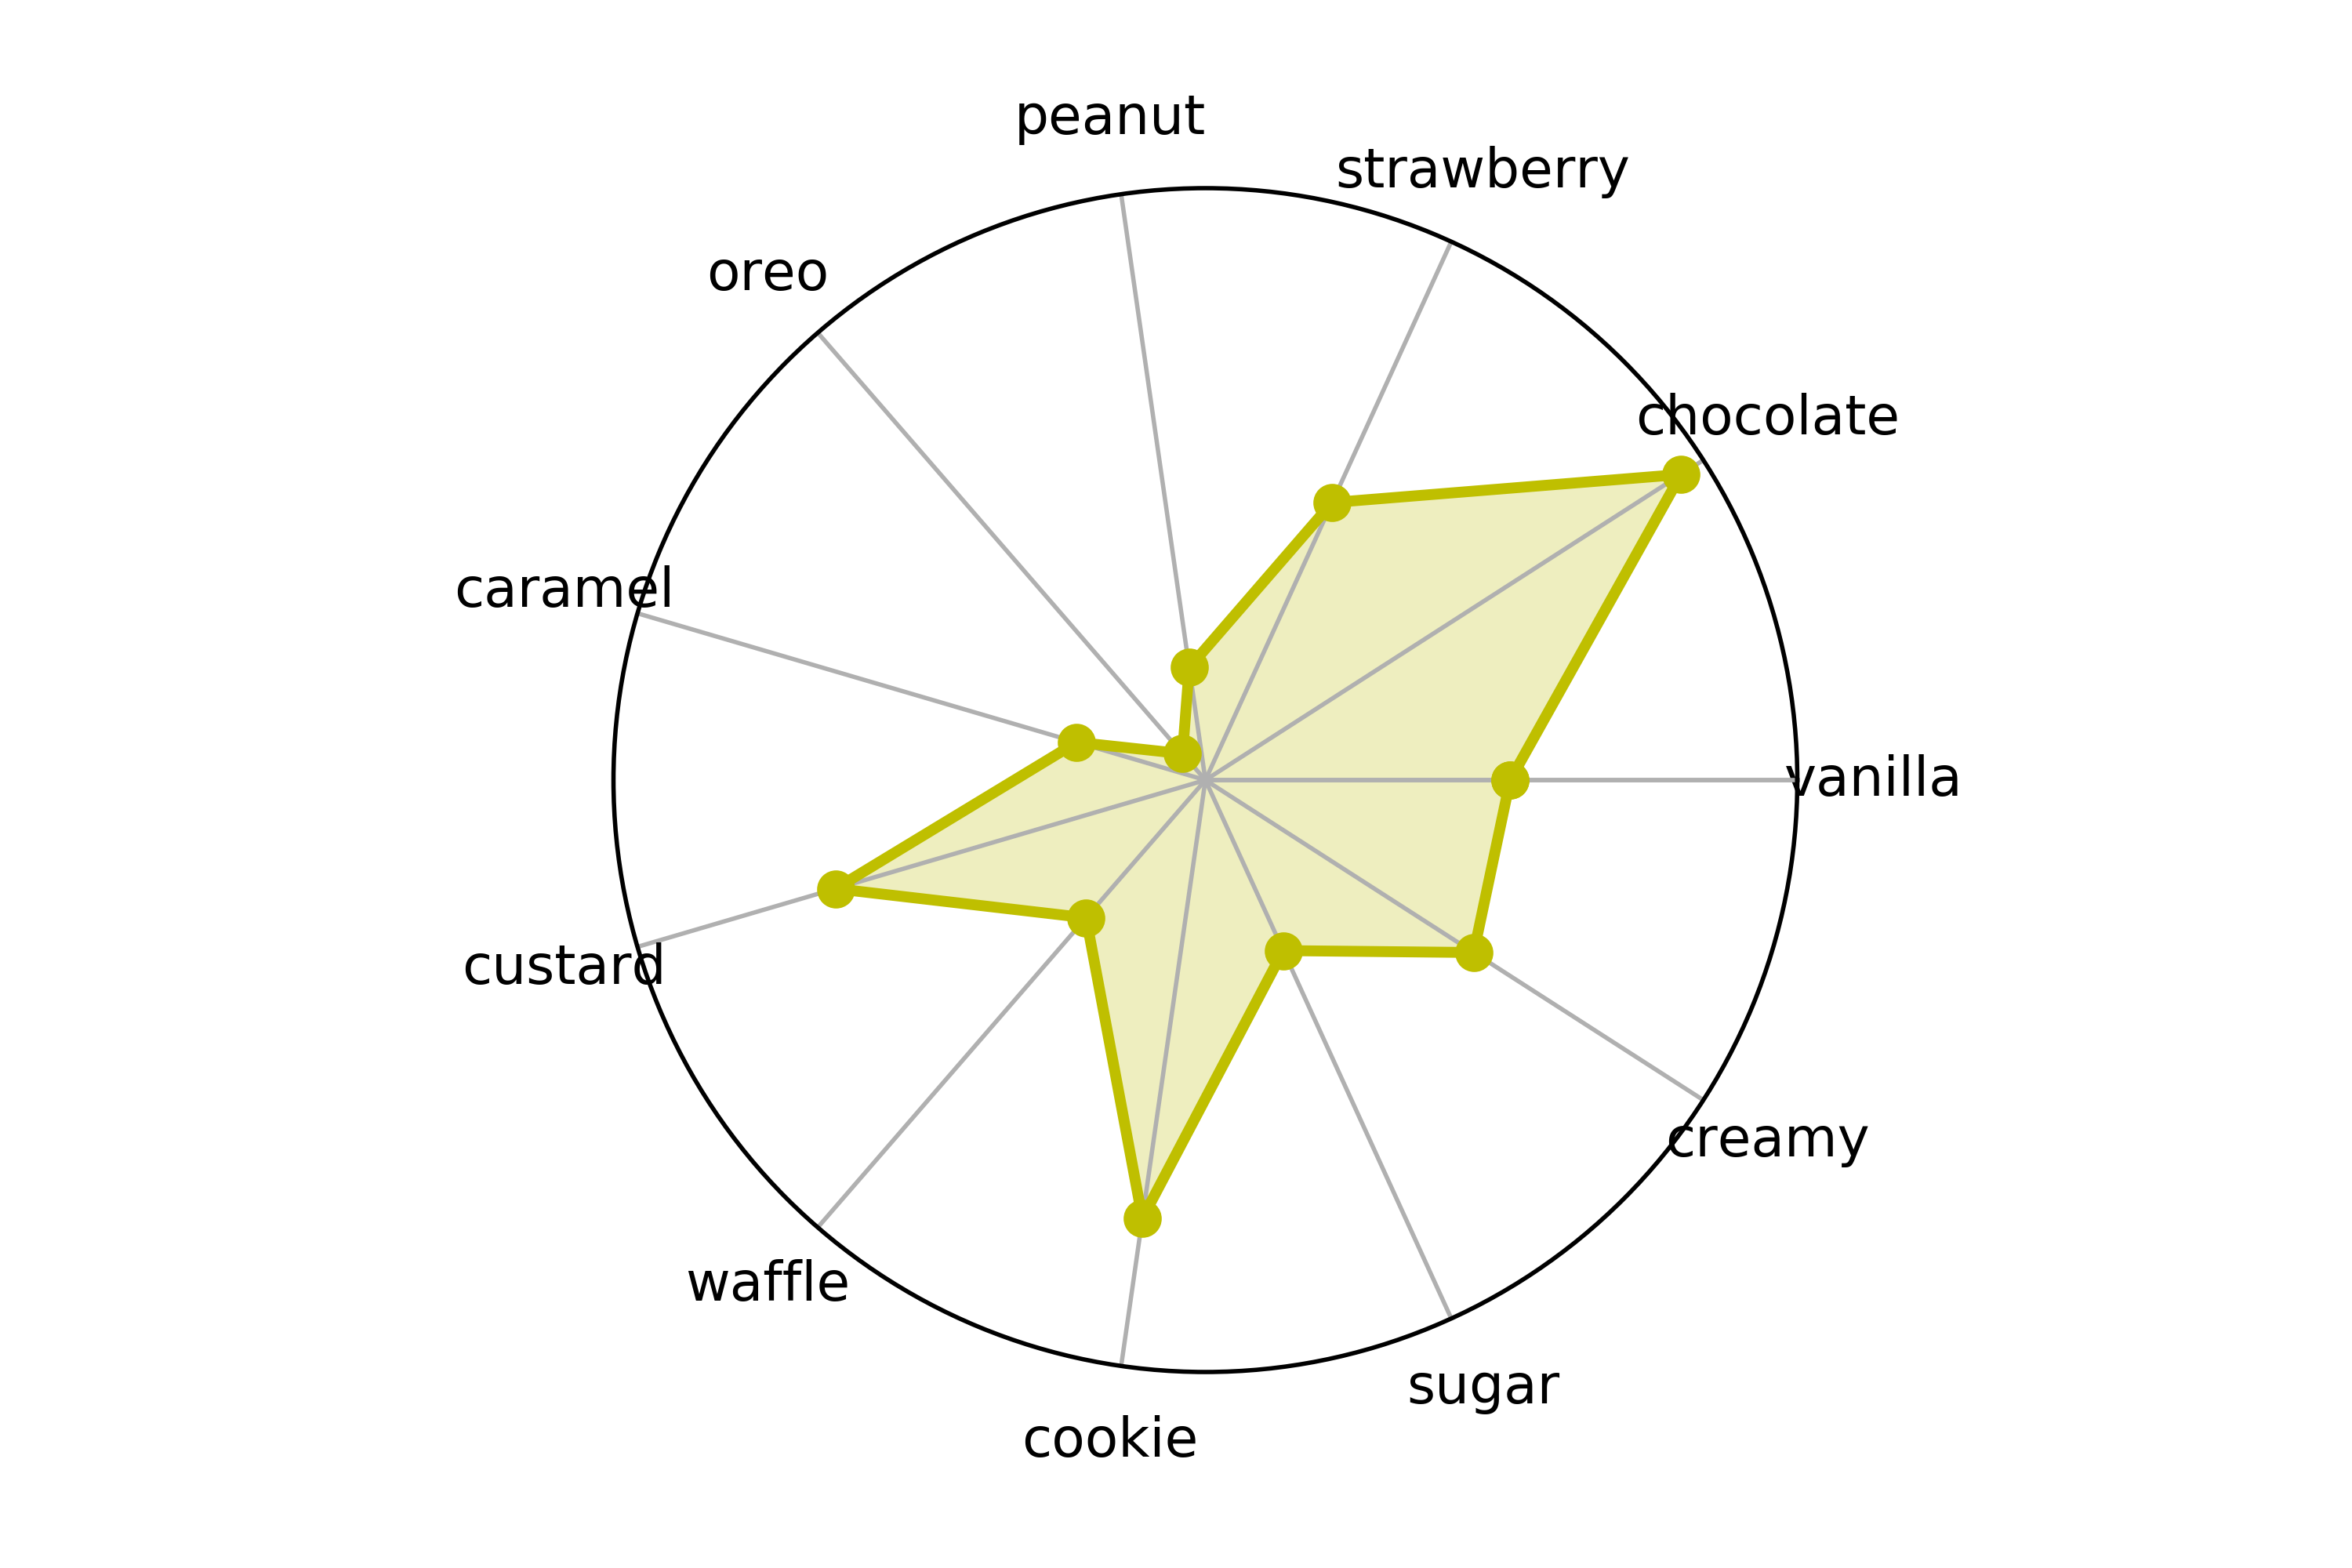 peanut
strawberry
oreo
chocolate
caramel
vanilla
custard
creamy
waffle
sugar
cookie